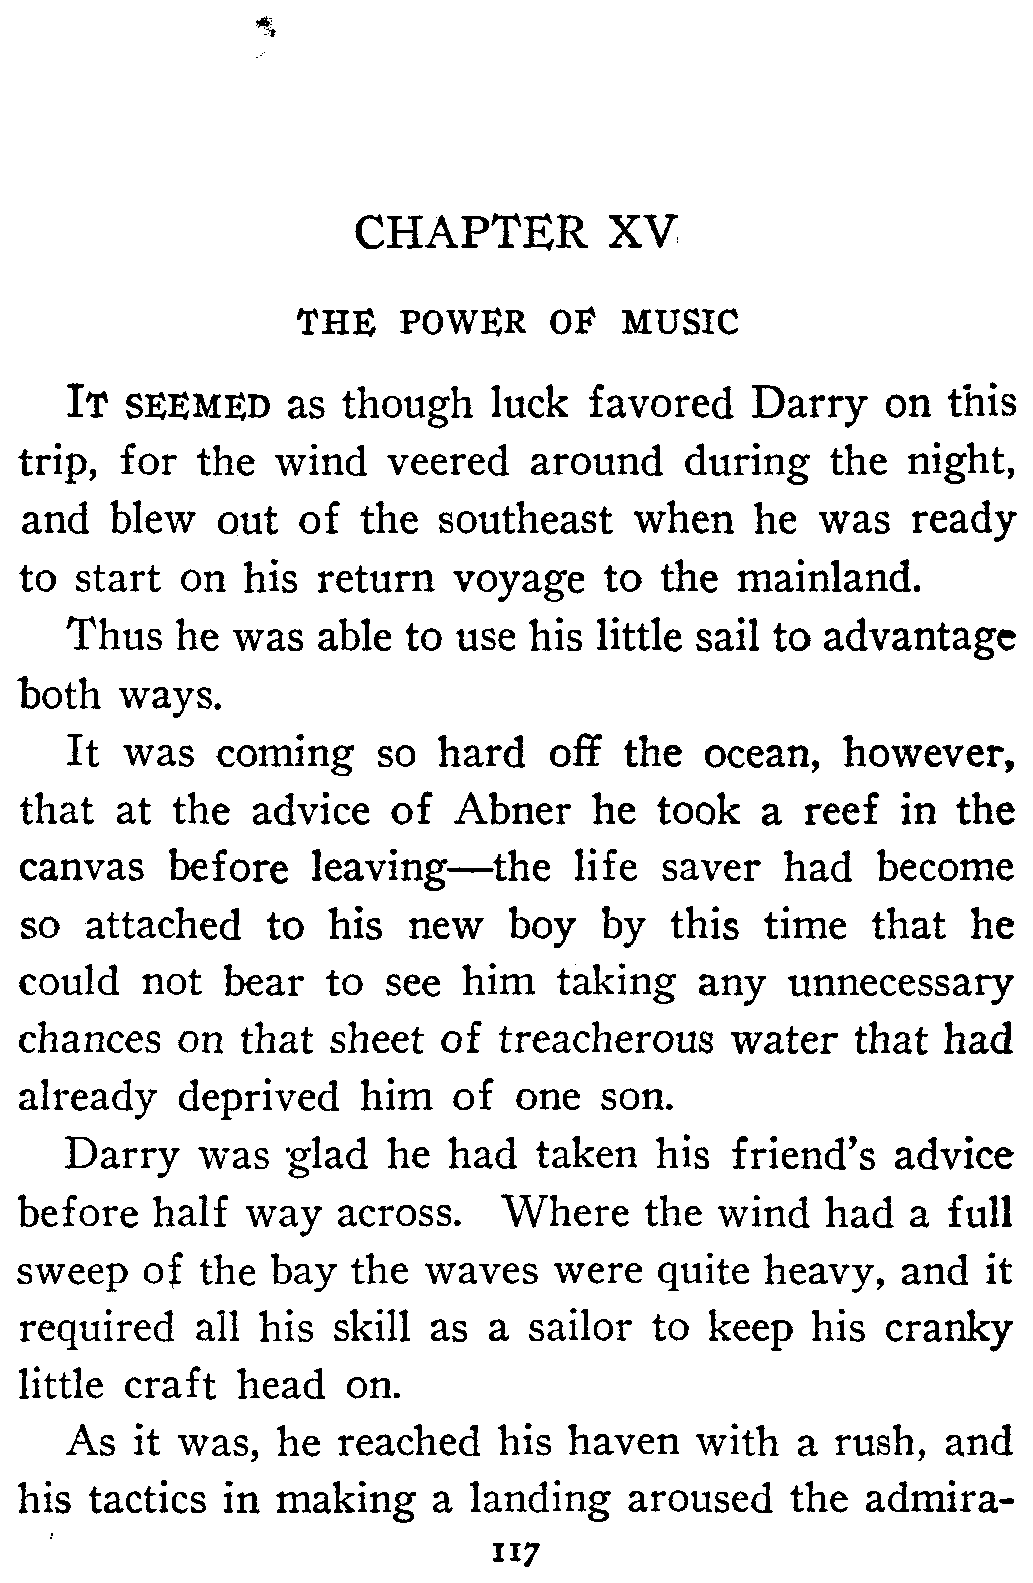 CHAPTER XV
THE POWER OF MUSIC
IT SEEMED as though luck favored Darry on this
trip, for the wind veered around during the night,
and blew out of the southeast when he was ready
to start on his return voyage to the mainland.
Thus he was able to use his little sail to advantage
both ways.
It was coming so hard off the ocean, however,
that at the advice of Abner he took a reef in the
canvas before leaving—the life saver had become
so attached to his new boy by this time that he
could not bear to see him taking any unnecessary
chances on that sheet of treacherous water that had
already deprived him of one son.
Darry was glad he had taken his friend's advice
before half way across. Where the wind had a full
sweep of the bay the waves were quite heavy, and it
required all his skill as a sailor to keep his cranky
little craft head on.
As it was, he reached his haven with a rush, and
his tactics in making a landing aroused the admira-
117